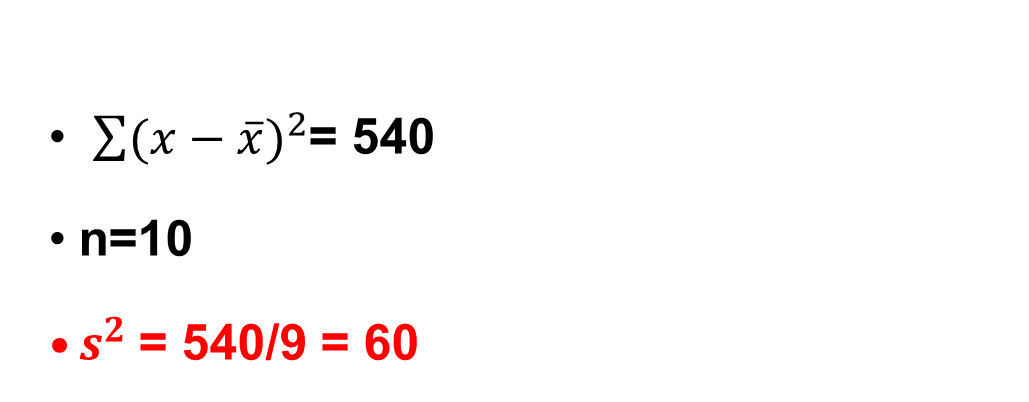 • ∑(x − x̄)²= 540
• n=10
• s² = 540/9 = 60